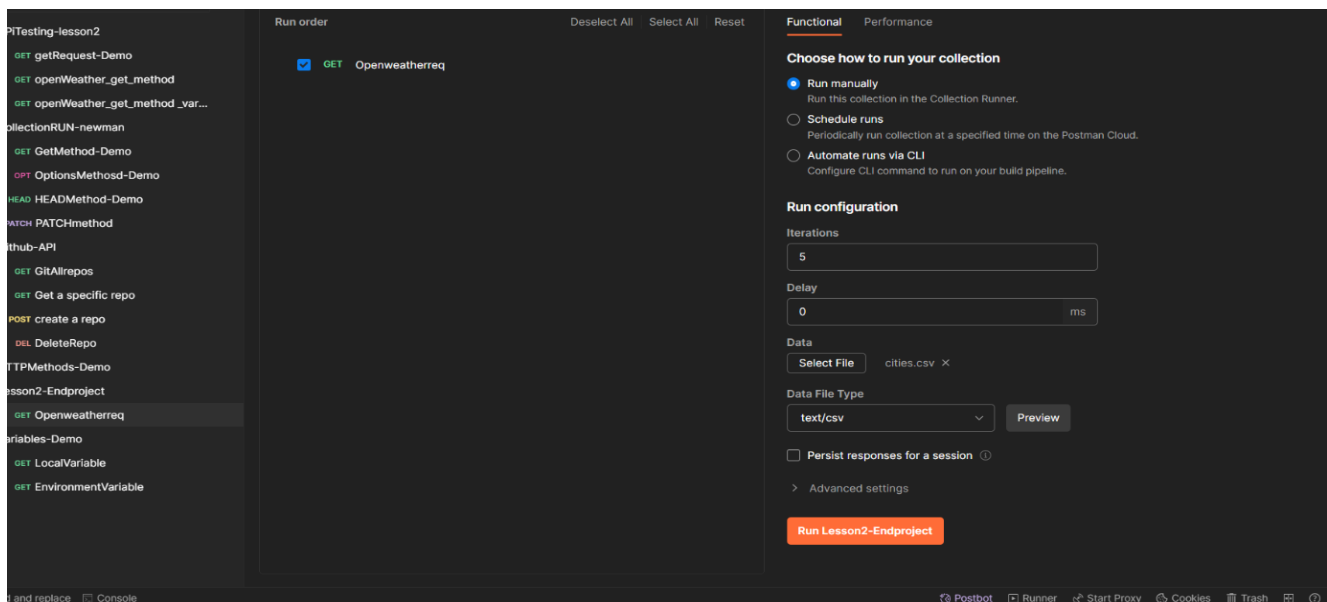 PITesting-lesson2
GET getRequest-Demo
GET openWeather_get_method
GET openWeather_get_method _var...
ollectionRUN-newman
GET GetMethod-Demo
OPT OptionsMethosd-Demo
HEAD HEADMethod-Demo
PATCH PATCHmethod
ithub-API
GET GitAllrepos
GET Get a specific repo
POST create a repo
DEL DeleteRepo
TTPMethods-Demo
esson2-Endproject
GET Openweatherreq
ariables-Demo
GET LocalVariable
GET EnvironmentVariable
Run order Deselect All Select All Reset
GET Openweatherreq
Functional Performance
Choose how to run your collection
Run manually
Run this collection in the Collection Runner.
Schedule runs
Periodically run collection at a specified time on the Postman Cloud.
Automate runs via CLI
Configure CLI command to run on your build pipeline.
Run configuration
Iterations
5
Delay
0 ms
Data
Select File cities.csv ×
Data File Type
text/csv Preview
Persist responses for a session
Advanced settings
Run Lesson2-Endproject
d and replace Console Postbot Runner Start Proxy Cookies Trash